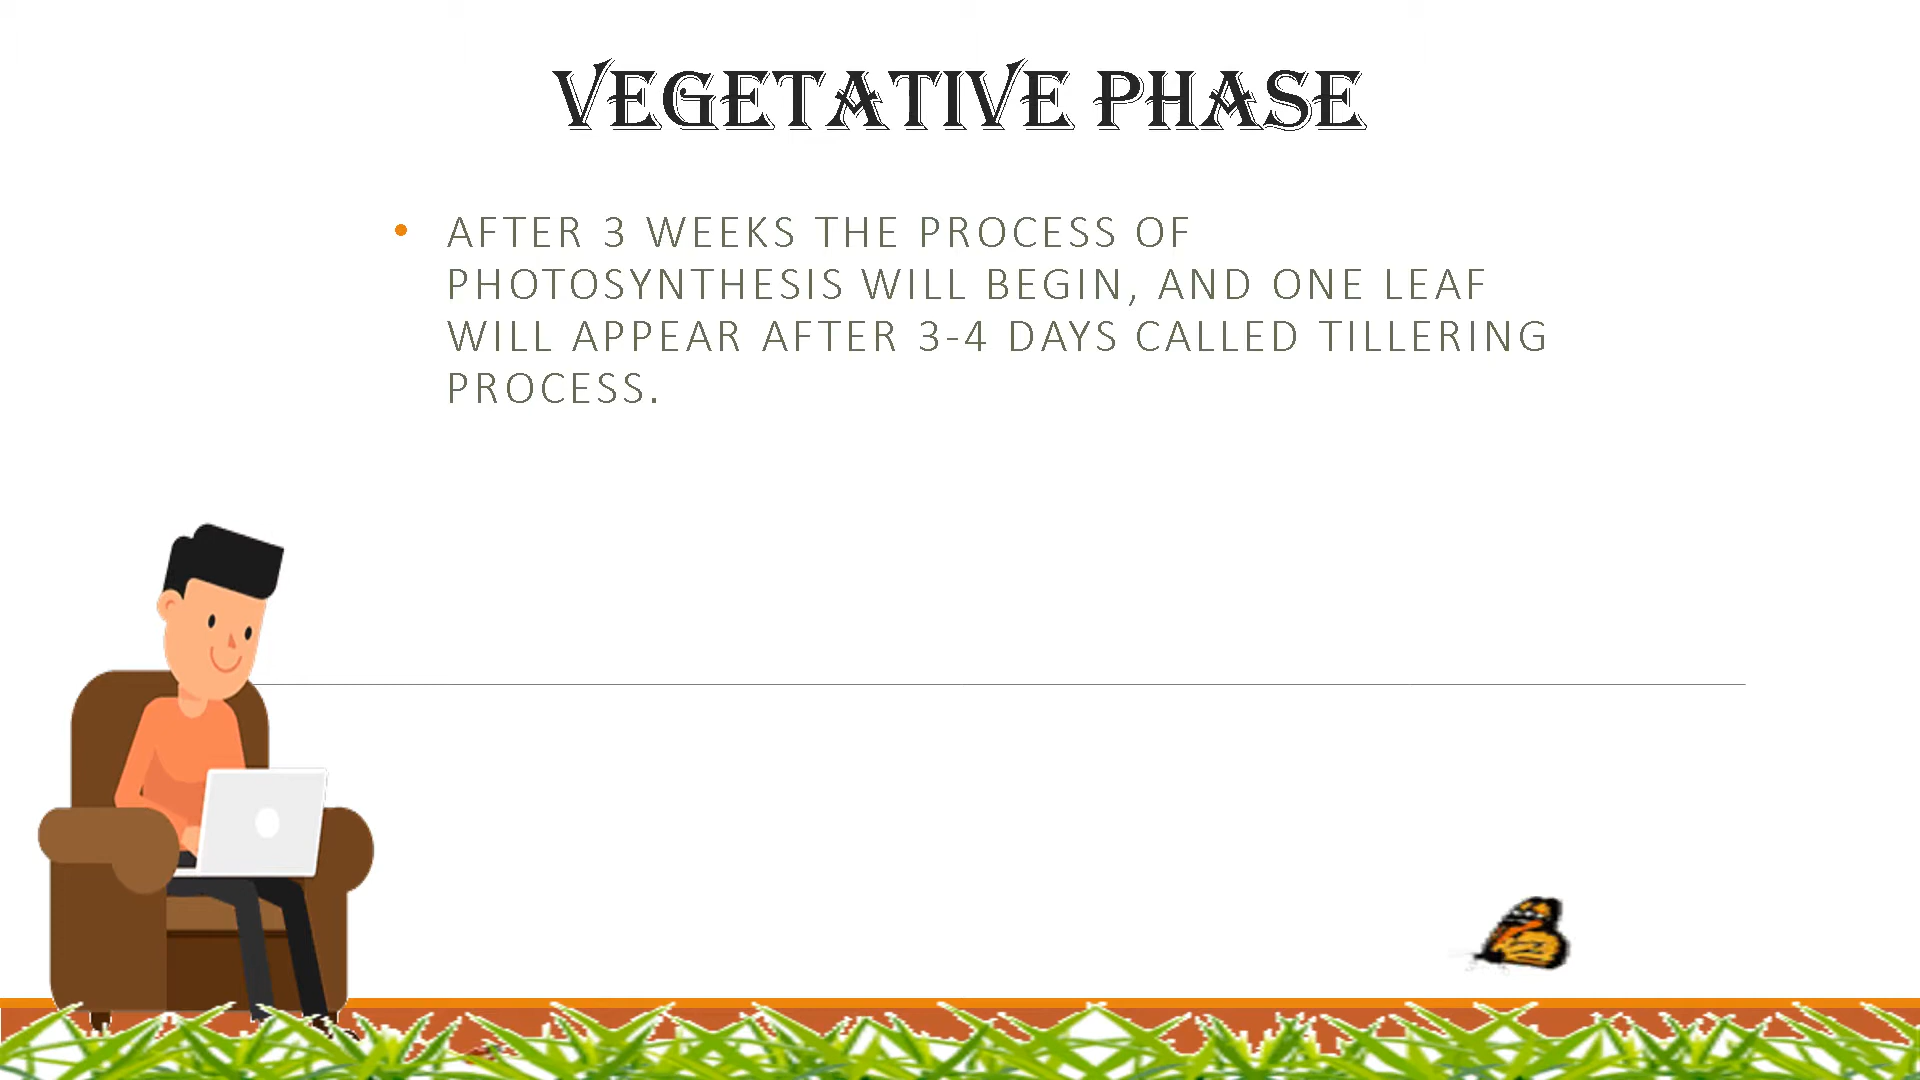 VEGETATIVE PHASE
• AFTER 3 WEEKS THE PROCESS OF
PHOTOSYNTHESIS WILL BEGIN, AND ONE LEAF
WILL APPEAR AFTER 3-4 DAYS CALLED TILLERING
PROCESS.